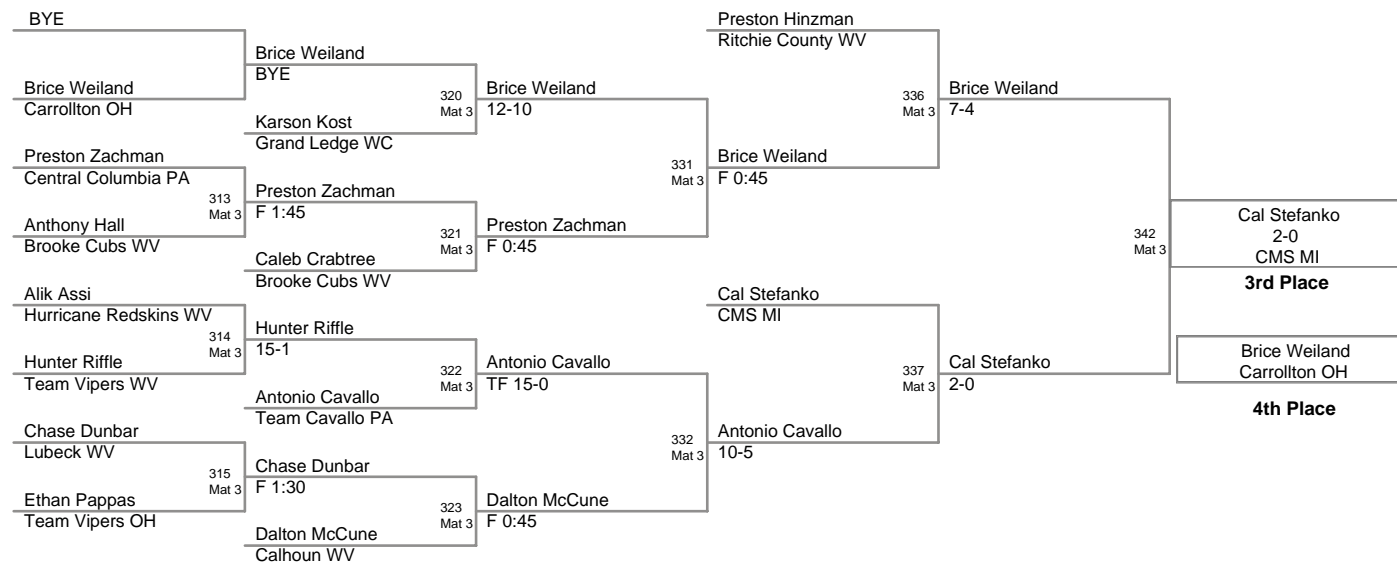 BYE
Brice Weiland
Carrollton OH
Preston Zachman
Central Columbia PA
313
Mat 3
Anthony Hall
Brooke Cubs WV
Alik Assi
Hurricane Redskins WV
314
Mat 3
Hunter Riffle
Team Vipers WV
Chase Dunbar
Lubeck WV
315
Mat 3
Ethan Pappas
Team Vipers OH
Brice Weiland
BYE
320
Mat 3
Karson Kost
Grand Ledge WC
Preston Zachman
F 1:45
321
Mat 3
Caleb Crabtree
Brooke Cubs WV
Hunter Riffle
15-1
322
Mat 3
Antonio Cavallo
Team Cavallo PA
Chase Dunbar
F 1:30
323
Mat 3
Dalton McCune
Calhoun WV
Brice Weiland
12-10
331
Mat 3
Preston Zachman
F 0:45
Antonio Cavallo
TF 15-0
332
Mat 3
Dalton McCune
F 0:45
Preston Hinzman
Ritchie County WV
336
Mat 3
Brice Weiland
F 0:45
Cal Stefanko
CMS MI
337
Mat 3
Antonio Cavallo
10-5
Brice Weiland
7-4
342
Mat 3
Cal Stefanko
2-0
Cal Stefanko
2-0
CMS MI
3rd Place
Brice Weiland
Carrollton OH
4th Place